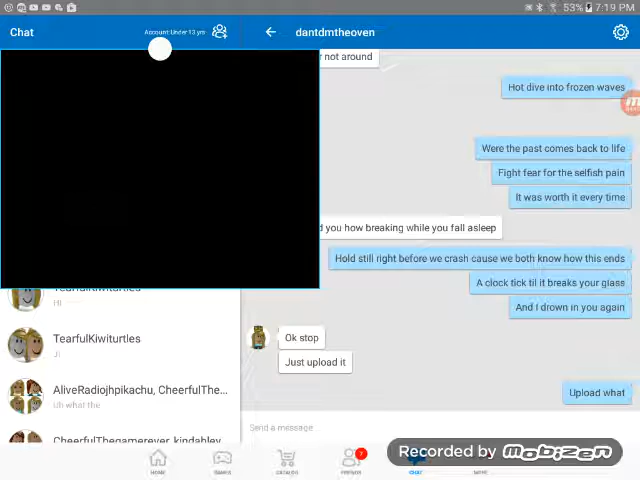 53% 7:19 PM
Chat
Account: Under 13 yrs
dantdmtheoven
r not around
Hot dive into frozen waves
Were the past comes back to life
Fight fear for the selfish pain
It was worth it every time
d you how breaking while you fall asleep
Hold still right before we crash cause we both know how this ends
A clock tick til it breaks your glass
And I drown in you again
Ok stop
Just upload it
Upload what
Send a message
TearfulKiwiturtles
Hi
TearfulKiwiturtles
Ji
AliveRadiojhpikachu, CheerfulThe...
Uh what the
CheerfulThegamerever, kindabley
HOME
GAMES
CATALOG
FRIENDS
7
CHAT
MORE
Recorded by mobizen